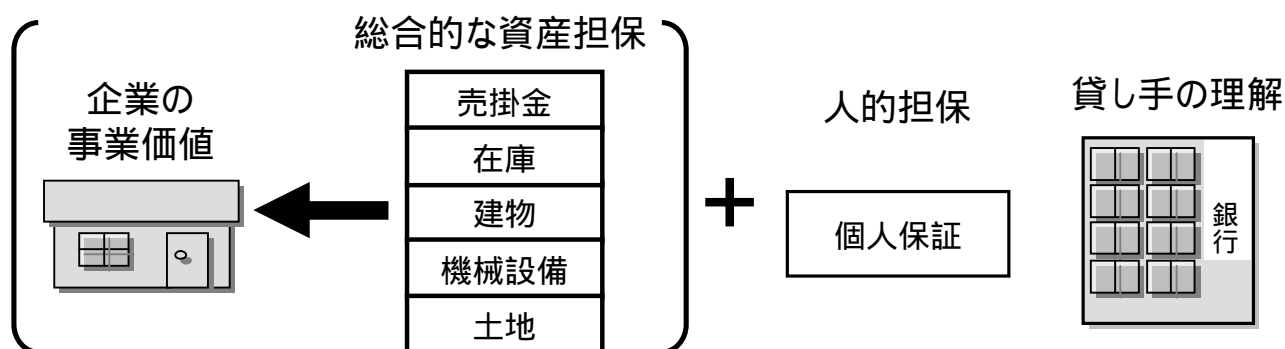 総合的な資産担保
企業の
事業価値
売掛金
在庫
建物
機械設備
土地
+
人的担保
個人保証
貸し手の理解
銀行